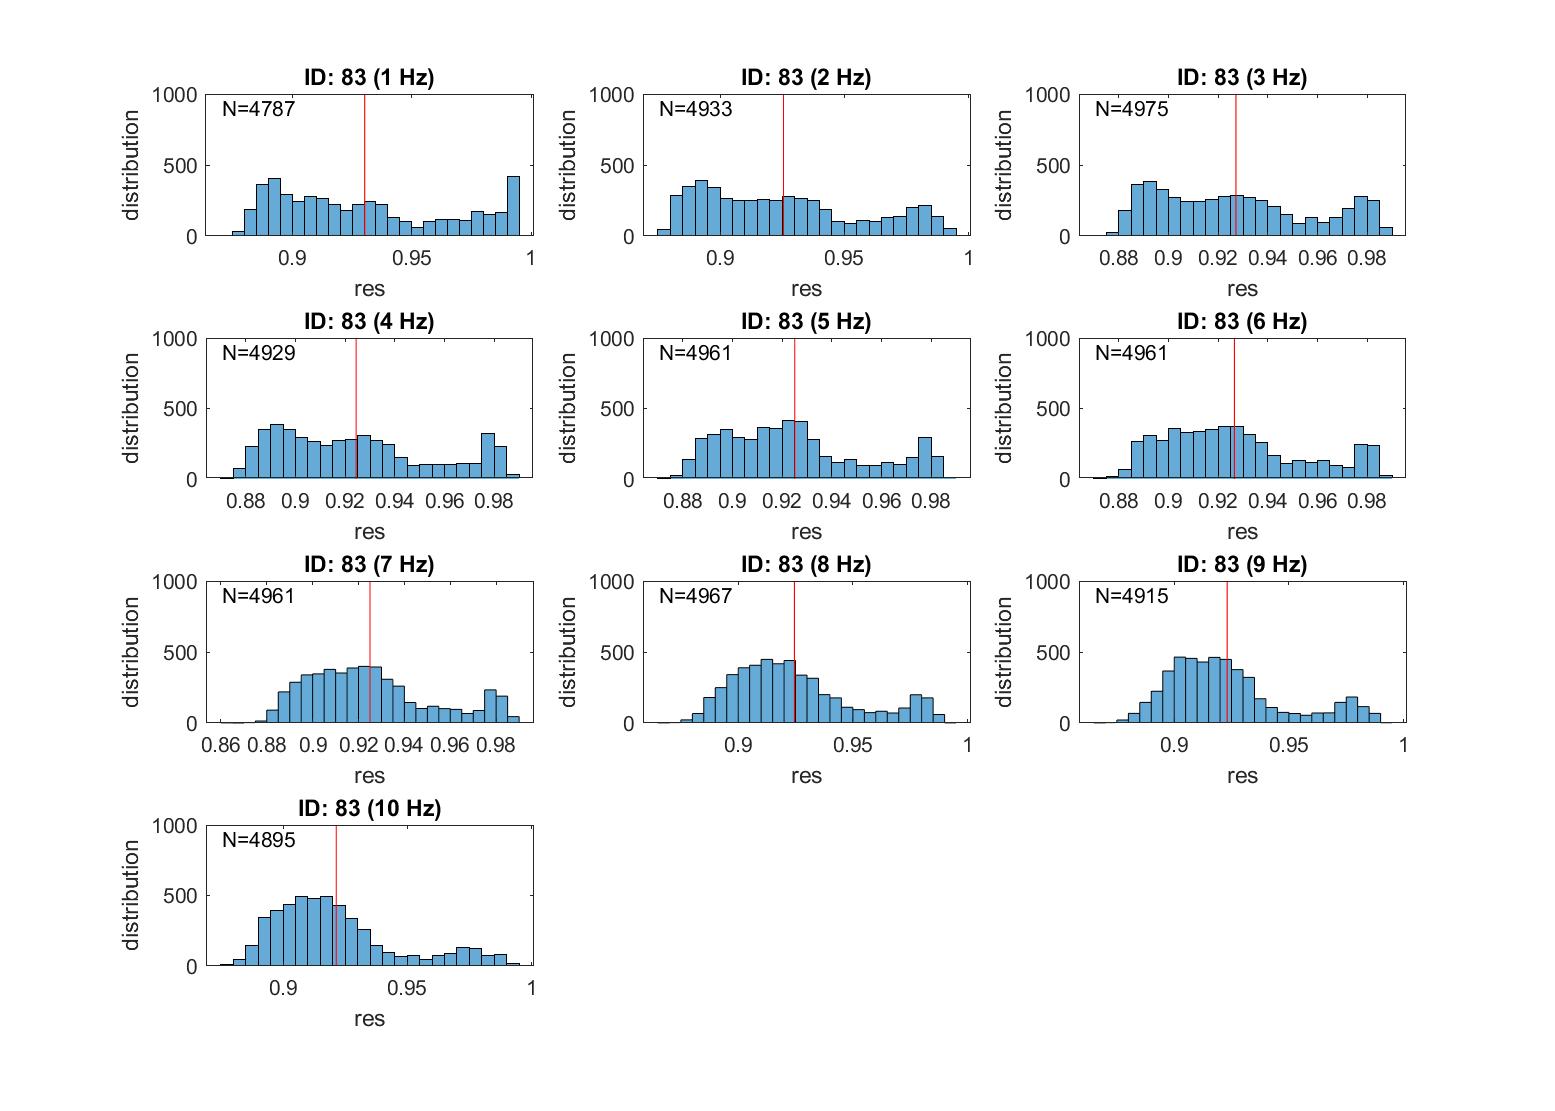 ID: 83 (1 Hz)
N=4787
distribution
1000
500
0
0.9 0.95 1
res
ID: 83 (2 Hz)
N=4933
distribution
1000
500
0
0.9 0.95 1
res
ID: 83 (3 Hz)
N=4975
distribution
1000
500
0
0.88 0.9 0.92 0.94 0.96 0.98
res
ID: 83 (4 Hz)
N=4929
distribution
1000
500
0
0.88 0.9 0.92 0.94 0.96 0.98
res
ID: 83 (5 Hz)
N=4961
distribution
1000
500
0
0.88 0.9 0.92 0.94 0.96 0.98
res
ID: 83 (6 Hz)
N=4961
distribution
1000
500
0
0.88 0.9 0.92 0.94 0.96 0.98
res
ID: 83 (7 Hz)
N=4961
distribution
1000
500
0
0.86 0.88 0.9 0.92 0.94 0.96 0.98
res
ID: 83 (8 Hz)
N=4967
distribution
1000
500
0
0.9 0.95 1
res
ID: 83 (9 Hz)
N=4915
distribution
1000
500
0
0.9 0.95 1
res
ID: 83 (10 Hz)
N=4895
distribution
1000
500
0
0.9 0.95 1
res